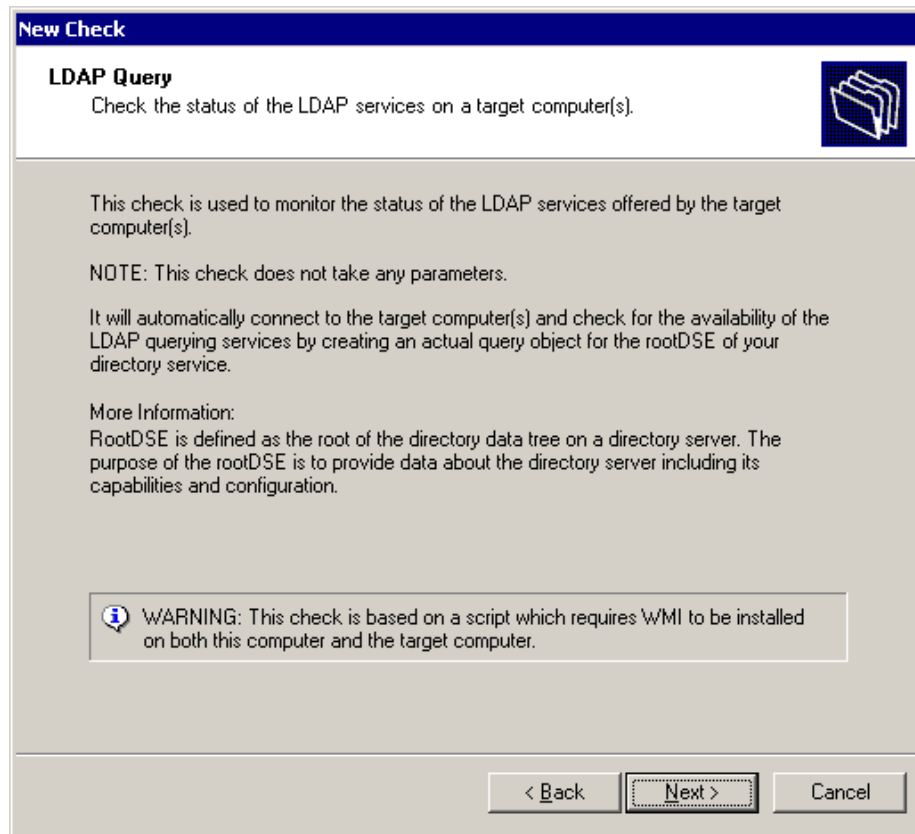 New Check
LDAP Query
Check the status of the LDAP services on a target computer(s).
This check is used to monitor the status of the LDAP services offered by the target
computer(s).
NOTE: This check does not take any parameters.
It will automatically connect to the target computer(s) and check for the availability of the
LDAP querying services by creating an actual query object for the rootDSE of your
directory service.
More Information:
RootDSE is defined as the root of the directory data tree on a directory server. The
purpose of the rootDSE is to provide data about the directory server including its
capabilities and configuration.
WARNING: This check is based on a script which requires WMI to be installed
on both this computer and the target computer.
< Back
Next >
Cancel